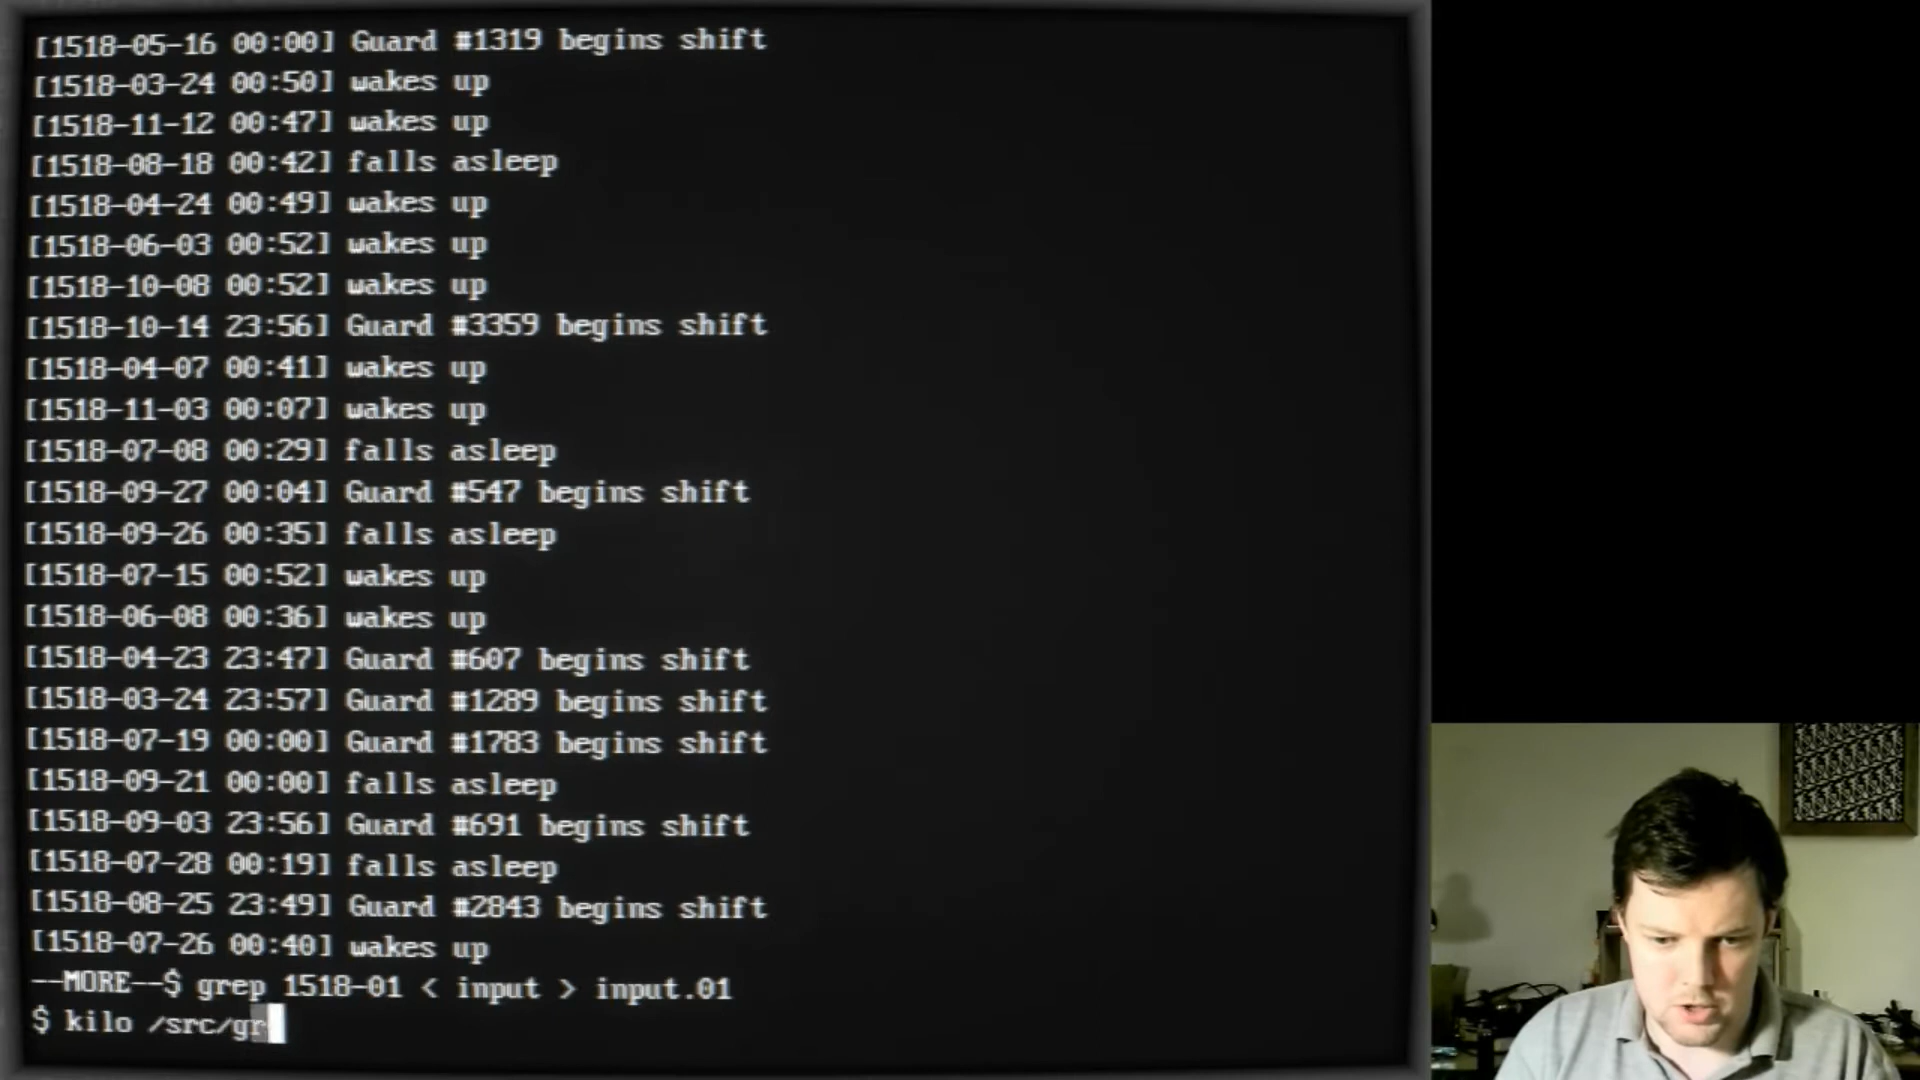 [1518-05-16 00:00] Guard #1319 begins shift
[1518-03-24 00:50] wakes up
[1518-11-12 00:47] wakes up
[1518-08-18 00:42] falls asleep
[1518-04-24 00:49] wakes up
[1518-06-03 00:52] wakes up
[1518-10-08 00:52] wakes up
[1518-10-14 23:56] Guard #3359 begins shift
[1518-04-07 00:41] wakes up
[1518-11-03 00:07] wakes up
[1518-07-08 00:29] falls asleep
[1518-09-27 00:04] Guard #547 begins shift
[1518-09-26 00:35] falls asleep
[1518-07-15 00:52] wakes up
[1518-06-08 00:36] wakes up
[1518-04-23 23:47] Guard #607 begins shift
[1518-03-24 23:57] Guard #1289 begins shift
[1518-07-19 00:00] Guard #1783 begins shift
[1518-09-21 00:00] falls asleep
[1518-09-03 23:56] Guard #691 begins shift
[1518-07-28 00:19] falls asleep
[1518-08-25 23:49] Guard #2843 begins shift
[1518-07-26 00:40] wakes up
--MORE--$ grep 1518-01 < input > input.01
$ kilo /src/gr